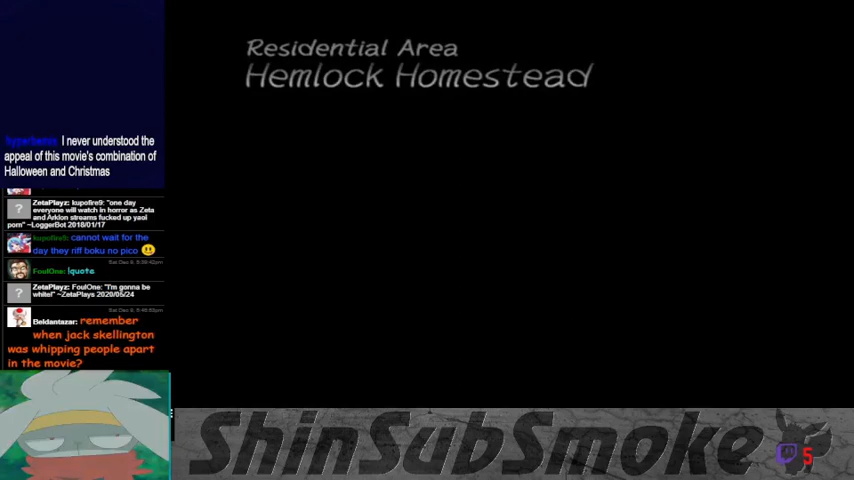 Residential Area
Hemlock Homestead
I never understood the
appeal of this movie's combination of
Halloween and Christmas
ZetaPlayz: kupofire9: "one day
everyone will watch in horror as Zeta
and Arklon streams fucked up yaoi
porn" ~LoggerBot 2018/01/17
kupofire9: cannot wait for the
day they riff boku no pico
FoulOne: !quote
ZetaPlayz: FoulOne: "I'm gonna be
white!" ~ZetaPlays 2020/05/24
Beldantazar: remember
when jack skellington
was whipping people apart
in the movie?
ShinSubSmoke
5